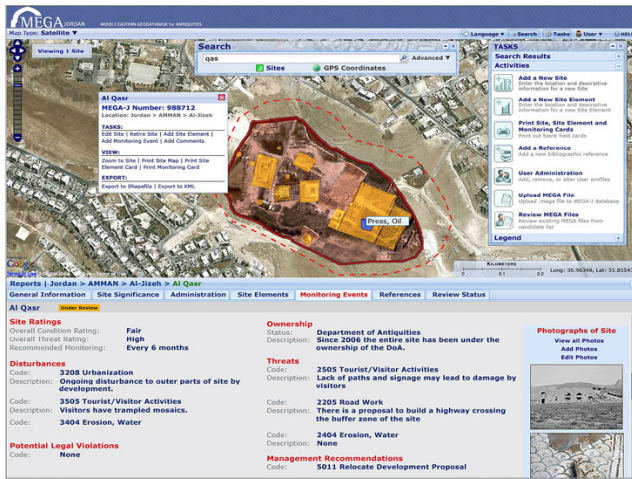 MEGA JORDAN MIDDLE EASTERN GEODATABASE for ANTIQUITIES
Map Type: Satellite ▼
Language ▼ Search Tasks User ▼ HELP
Viewing 1 Site
Search
qas Advanced ▼
Sites GPS Coordinates
TASKS
Search Results
Activities
Add a New Site
Enter the location and descriptive
information for a new site
Add a New Site Element
Enter the location and descriptive
information for a new Site Element
Print Site, Site Element and
Monitoring Cards
Print out blank field cards
Add a Reference
Add a new bibliographic reference
User Administration
Add, remove, or alter User profiles
Upload MEGA File
Upload .mega file to MEGA-J database
Review MEGA Files
Review existing MEGA files from
candidate list
Legend
Al Qasr
MEGA-J Number: 988712
Location: Jordan > AMMAN > Al-Jizeh
TASKS:
Edit Site | Retire Site | Add Site Element |
Add Monitoring Event | Add Comments
VIEW:
Zoom to Site | Print Site Map | Print Site
Element Card | Print Monitoring Card
EXPORT:
Export to Shapefile | Export to KML
Press, Oil
Google
KILOMETERS
0 0.1 0.2
Long: 36.96348, Lat: 31.85543
Reports | Jordan > AMMAN > Al-Jizeh > Al Qasr
General Information Site Significance Administration Site Elements Monitoring Events References Review Status
Al Qasr Under Review
Site Ratings
Overall Condition Rating: Fair
Overall Threat Rating: High
Recommended Monitoring: Every 6 months
Disturbances
Code: 3208 Urbanization
Description: Ongoing disturbance to outer parts of site by
development.
Code: 3505 Tourist/Visitor Activities
Description: Visitors have trampled mosaics.
Code: 3404 Erosion, Water
Potential Legal Violations
Code: None
Ownership
Status: Department of Antiquities
Description: Since 2006 the entire site has been under the
ownership of the DoA.
Threats
Code: 2505 Tourist/Visitor Activities
Description: Lack of paths and signage may lead to damage by
visitors
Code: 2205 Road Work
Description: There is a proposal to build a highway crossing
the buffer zone of the site
Code: 2404 Erosion, Water
Description: None
Management Recommendations
Code: 5011 Relocate Development Proposal
Photographs of Site
View all Photos
Add Photos
Edit Photos